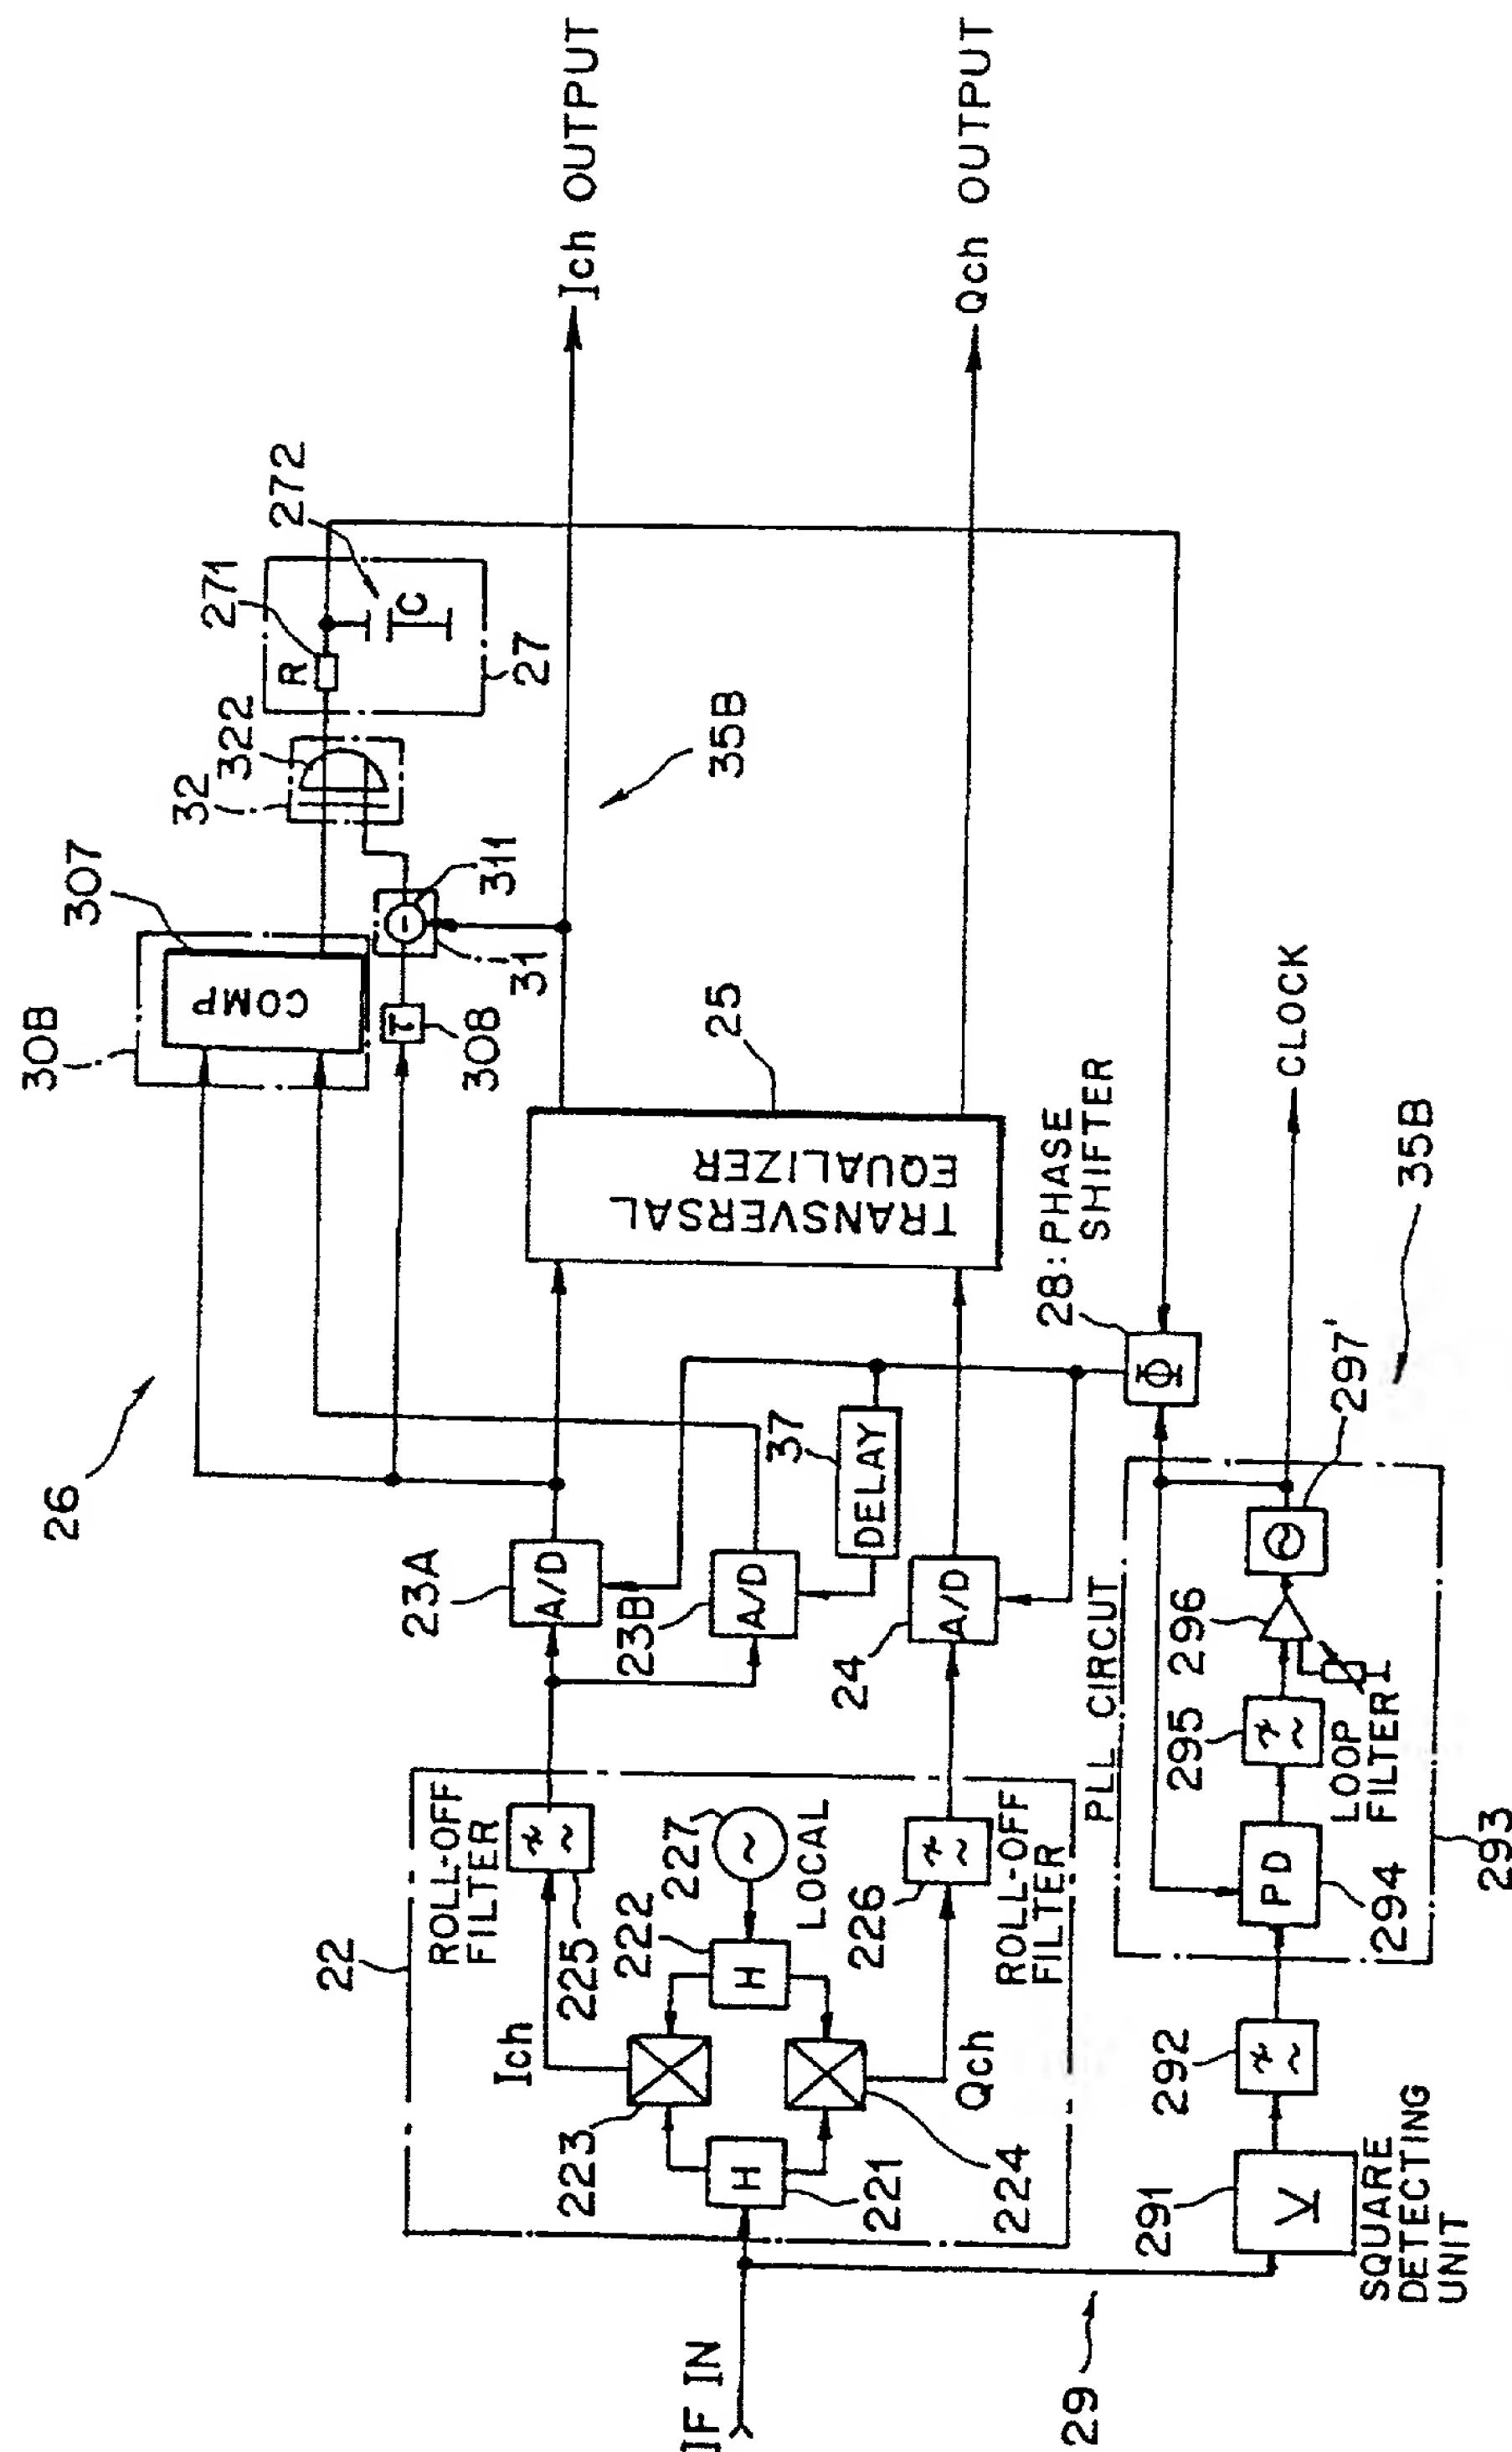 26
30B
307
COMP
32
322
271
R
272
C
27
308
τ
31
311
–
35B
Ich OUTPUT
Qch OUTPUT
25
TRANSVERSAL
EQUALIZER
22
ROLL-OFF
FILTER
Ich
225
223
222
227
H
H
221
224
LOCAL
226
Qch
ROLL-OFF
FILTER
IF IN
23A
A/D
23B
A/D
37
DELAY
24
A/D
28:PHASE
SHIFTER
Φ
29
SQUARE
DETECTING
UNIT
291
292
PLL CIRCUT
PD
294
295
LOOP
FILTER
296
297'
293
CLOCK
35B